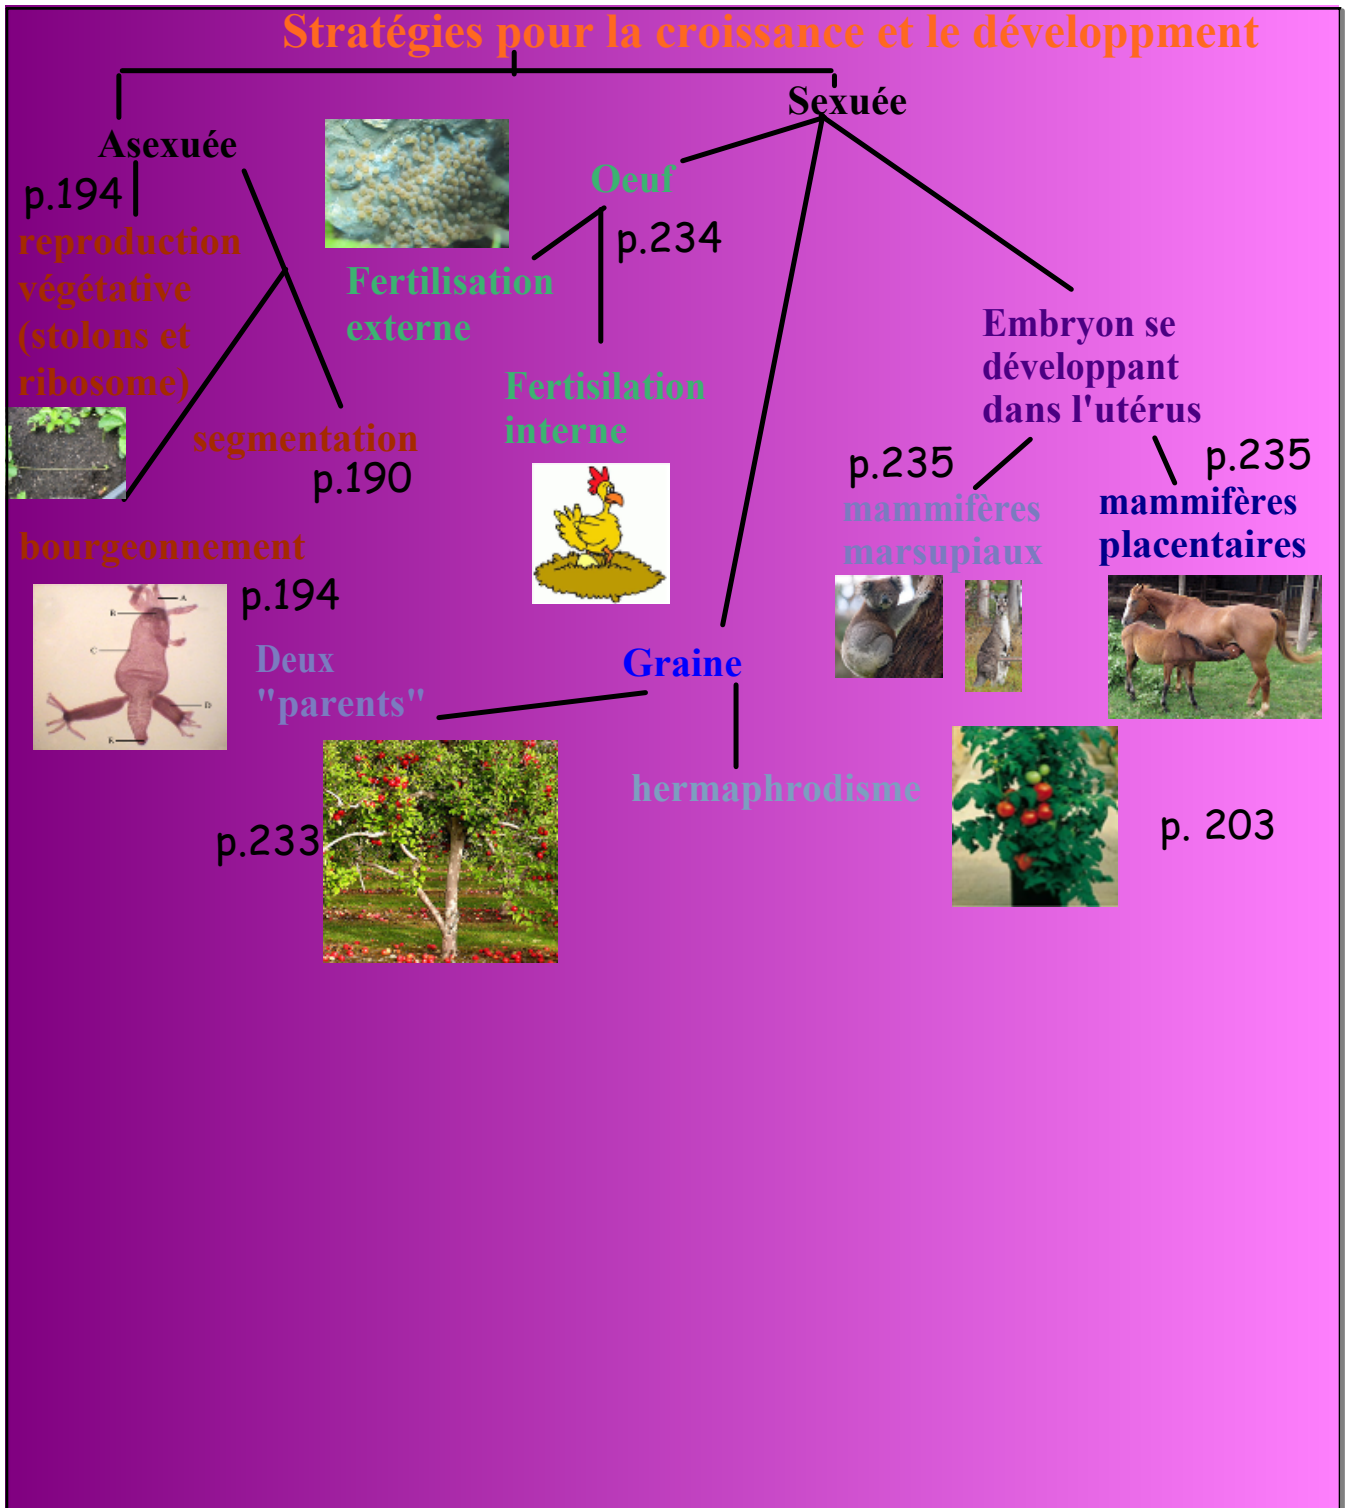 Stratégies pour la croissance et le développment
Sexuée
Asexuée
p.194
Oeuf
p.234
reproduction
végétative
(stolons et
ribosome)
Fertilisation
externe
Embryon se
développant
dans l'utérus
Fertisilation
interne
segmentation
p.190
p.235
p.235
mammifères
marsupiaux
mammifères
placentaires
bourgeonnement
p.194
A
B
C
D
E
Deux
"parents"
Graine
hermaphrodisme
p.233
p. 203